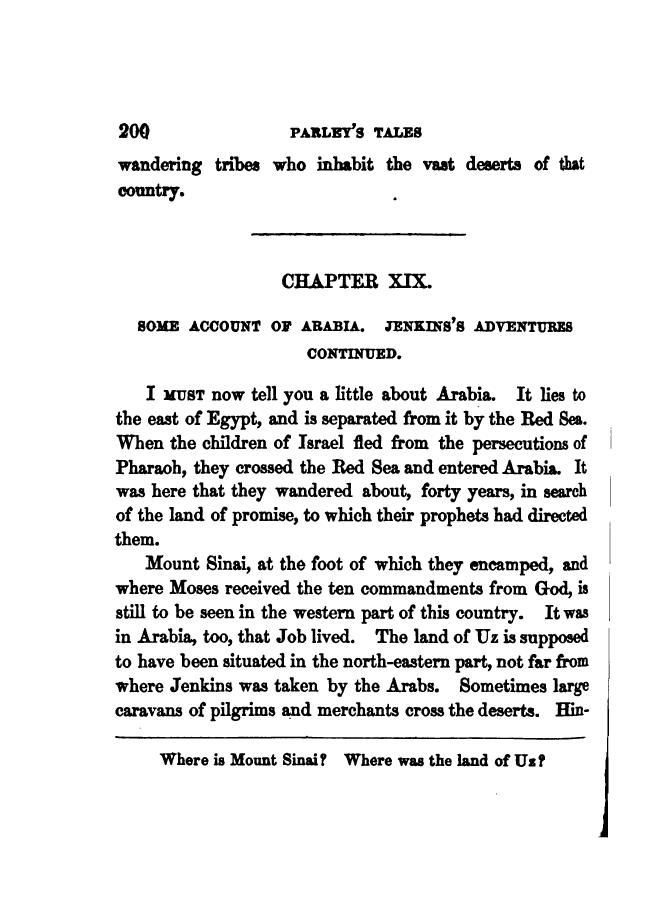 200 PARLEY'S TALES
wandering tribes who inhabit the vast deserts of that
country.
CHAPTER XIX.
SOME ACCOUNT OF ARABIA. JENKINS'S ADVENTURES
CONTINUED.
I MUST now tell you a little about Arabia. It lies to
the east of Egypt, and is separated from it by the Red Sea.
When the children of Israel fled from the persecutions of
Pharaoh, they crossed the Red Sea and entered Arabia. It
was here that they wandered about, forty years, in search
of the land of promise, to which their prophets had directed
them.
Mount Sinai, at the foot of which they encamped, and
where Moses received the ten commandments from God, is
still to be seen in the western part of this country. It was
in Arabia, too, that Job lived. The land of Uz is supposed
to have been situated in the north-eastern part, not far from
where Jenkins was taken by the Arabs. Sometimes large
caravans of pilgrims and merchants cross the deserts. Hin-
Where is Mount Sinai? Where was the land of Uz?